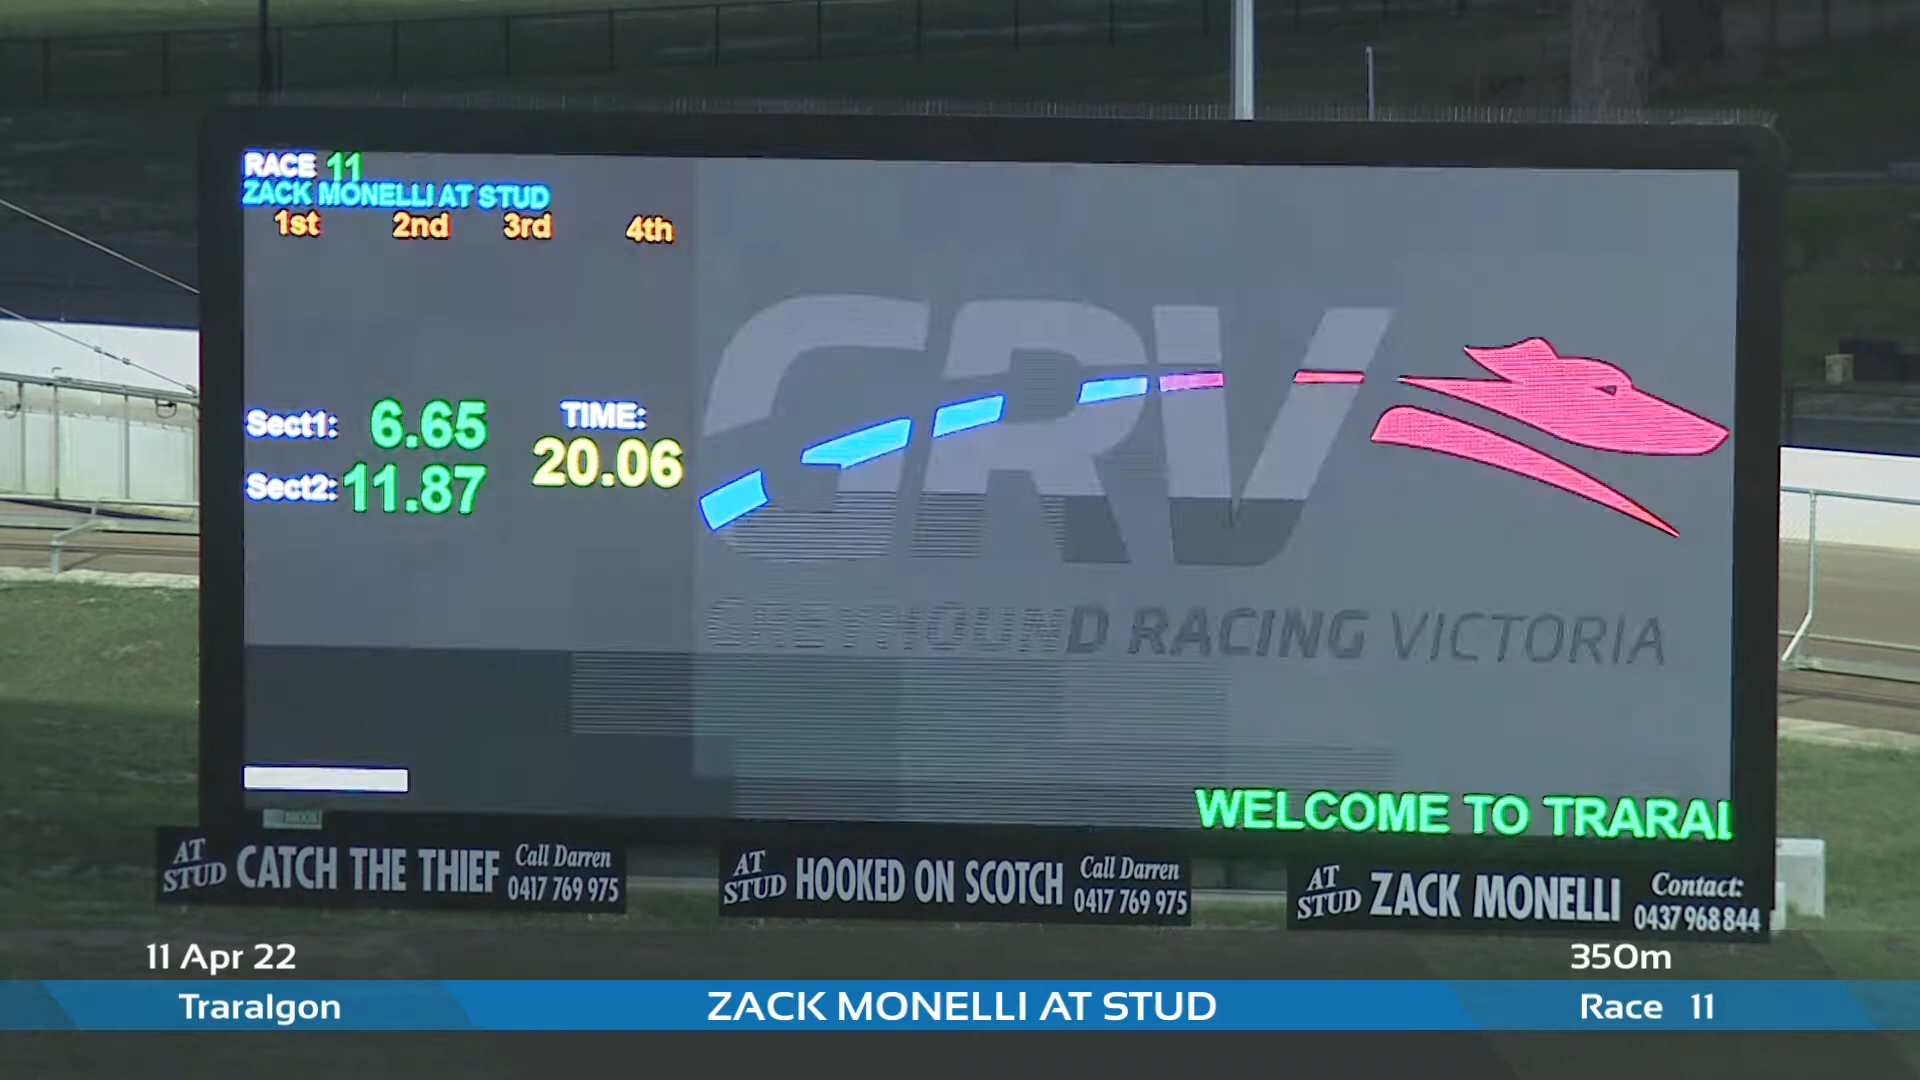 RACE 11
ZACK MONELLI AT STUD
1st 2nd 3rd 4th
Sect1: 6.65
Sect2: 11.87
TIME:
20.06
GRV
GREYHOUND RACING VICTORIA
WELCOME TO TRARAL
AT STUD CATCH THE THIEF Call Darren 0417 769 975
AT STUD HOOKED ON SCOTCH Call Darren 0417 769 975
AT STUD ZACK MONELLI Contact: 0437 968 844
11 Apr 22
350m
Traralgon
ZACK MONELLI AT STUD
Race 11